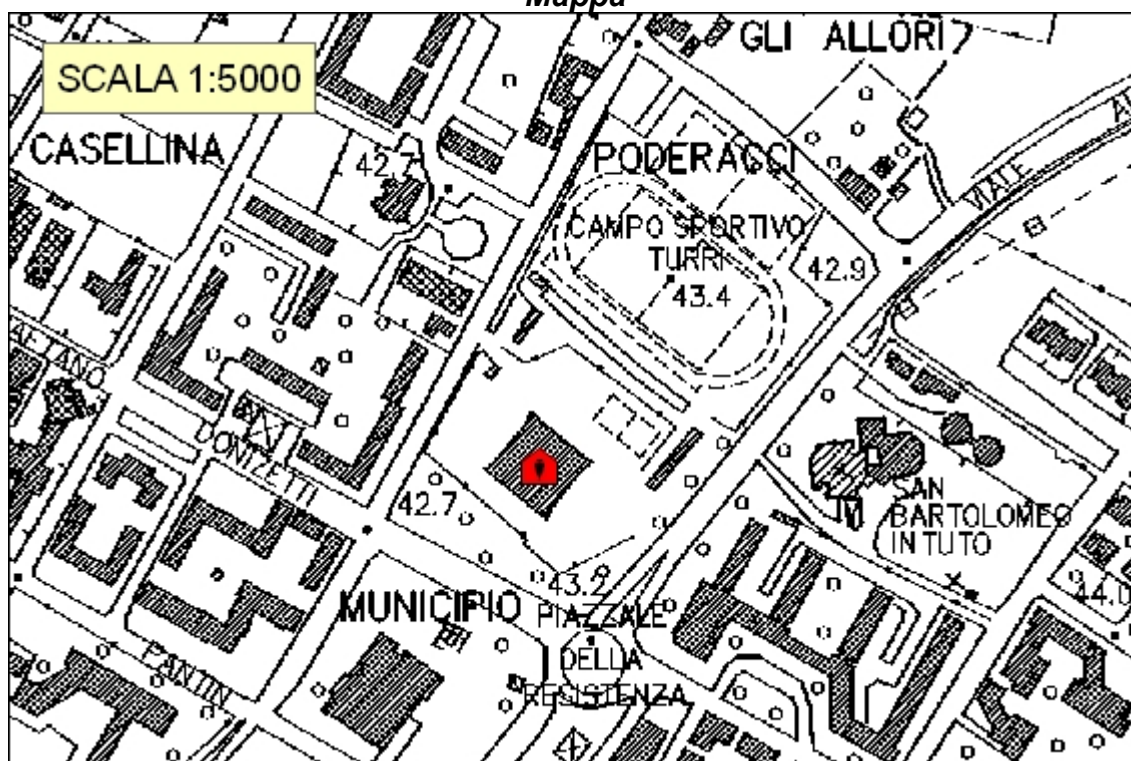 Mappa
GLI ALLORI
SCALA 1:5000
CASELLINA
42.7
PODERACCI
VIALE
CAMPO SPORTIVO
TURRI
42.9
43.4
DONIZETTI
42.7
SAN
BARTOLOMEO
IN TUTO
43.2
44.0
MUNICIPIO
PIAZZALE
DELLA
RESISTENZA
PANTIN